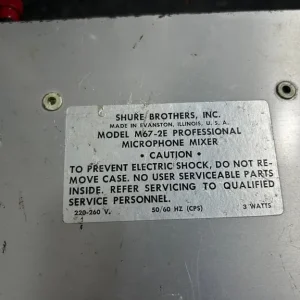 SHURE BROTHERS, INC.
MADE IN EVANSTON, ILLINOIS, U. S. A.
MODEL M67-2E PROFESSIONAL
MICROPHONE MIXER
• CAUTION •
TO PREVENT ELECTRIC SHOCK, DO NOT RE-
MOVE CASE. NO USER SERVICEABLE PARTS
INSIDE. REFER SERVICING TO QUALIFIED
SERVICE PERSONNEL.
220-260 V. 50/60 HZ (CPS) 3 WATTS